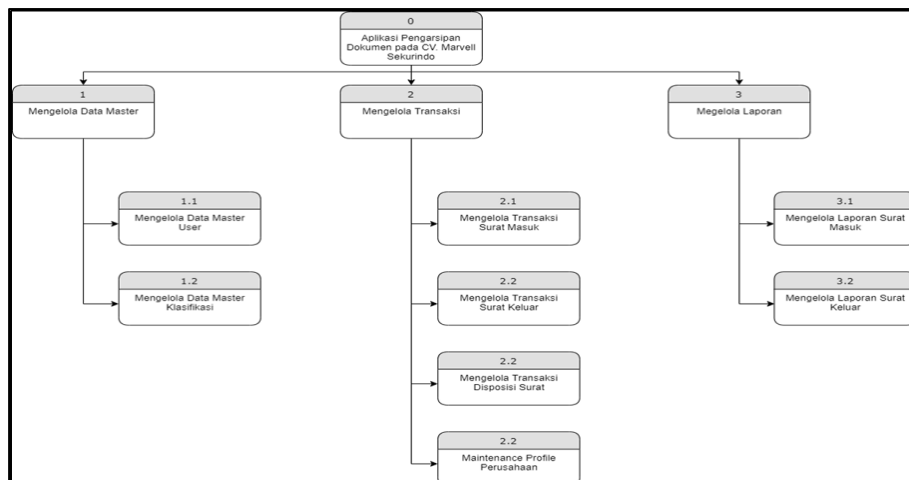 0
Aplikasi Pengarsipan
Dokumen pada CV. Marvell
Sekurindo
1
Mengelola Data Master
2
Mengelola Transaksi
3
Megelola Laporan
1.1
Mengelola Data Master
User
1.2
Mengelola Data Master
Klasifikasi
2.1
Mengelola Transaksi
Surat Masuk
2.2
Mengelola Transaksi
Surat Keluar
2.2
Mengelola Transaksi
Disposisi Surat
2.2
Maintenance Profile
Perusahaan
3.1
Mengelola Laporan Surat
Masuk
3.2
Mengelola Laporan Surat
Keluar